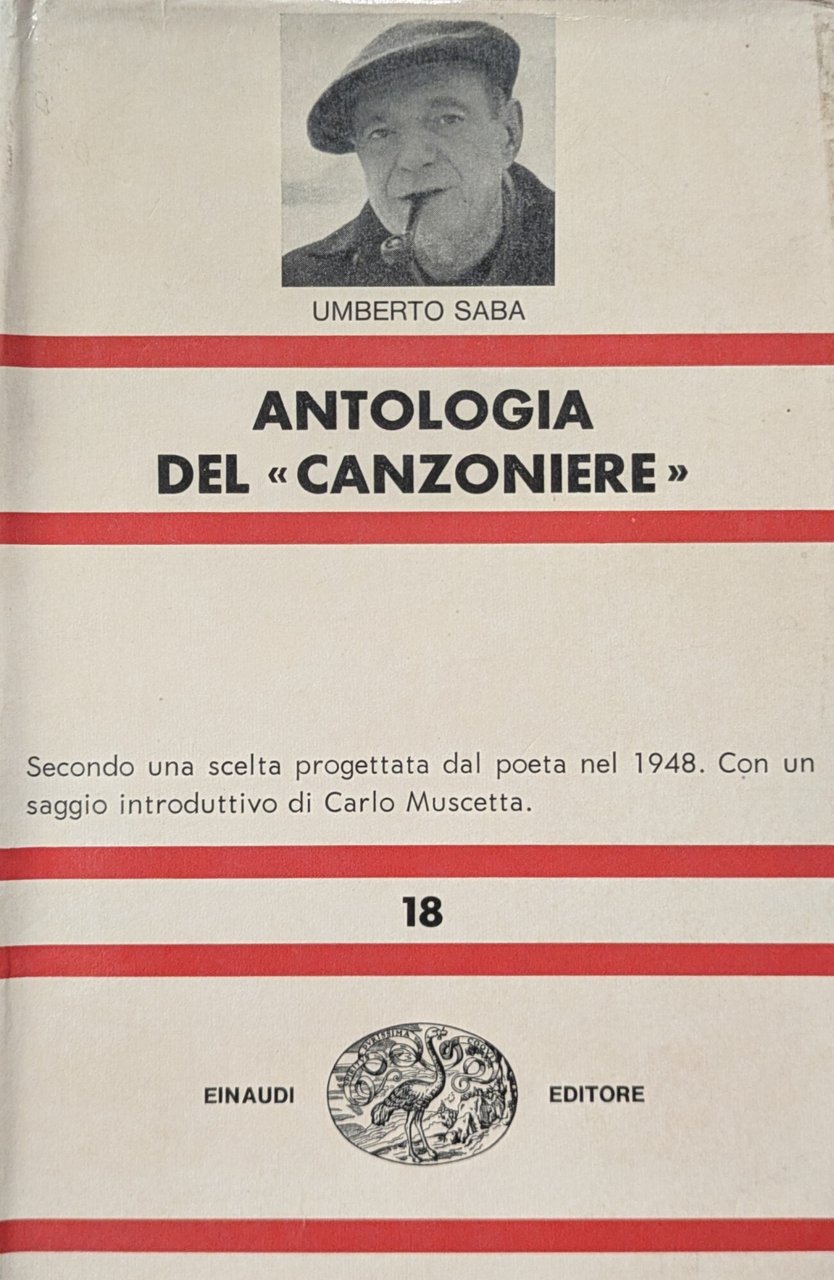 UMBERTO SABA
ANTOLOGIA
DEL « CANZONIERE »
Secondo una scelta progettata dal poeta nel 1948. Con un
saggio introduttivo di Carlo Muscetta.
18
EINAUDI EDITORE